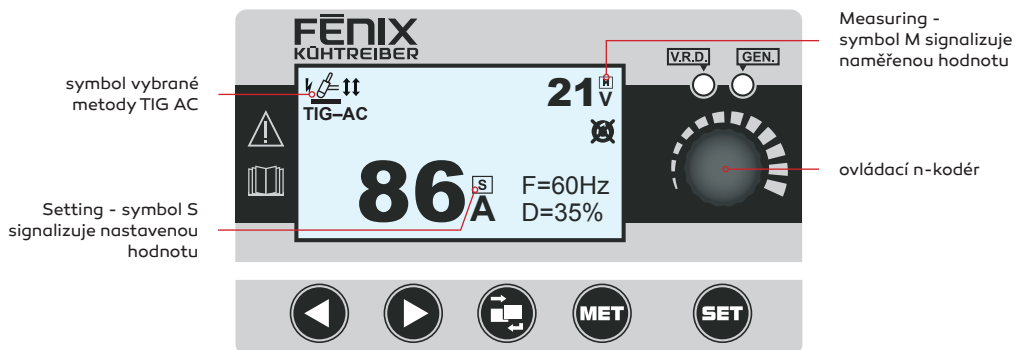 FĒNIX
KÜHTREIBER
symbol vybrané
metody TIG AC
Setting - symbol S
signalizuje nastavenou
hodnotu
TIG–AC
21 M V
86 S A
F=60Hz
D=35%
V.R.D.
GEN.
Measuring -
symbol M signalizuje
naměřenou hodnotu
ovládací n-kodér
MET
SET